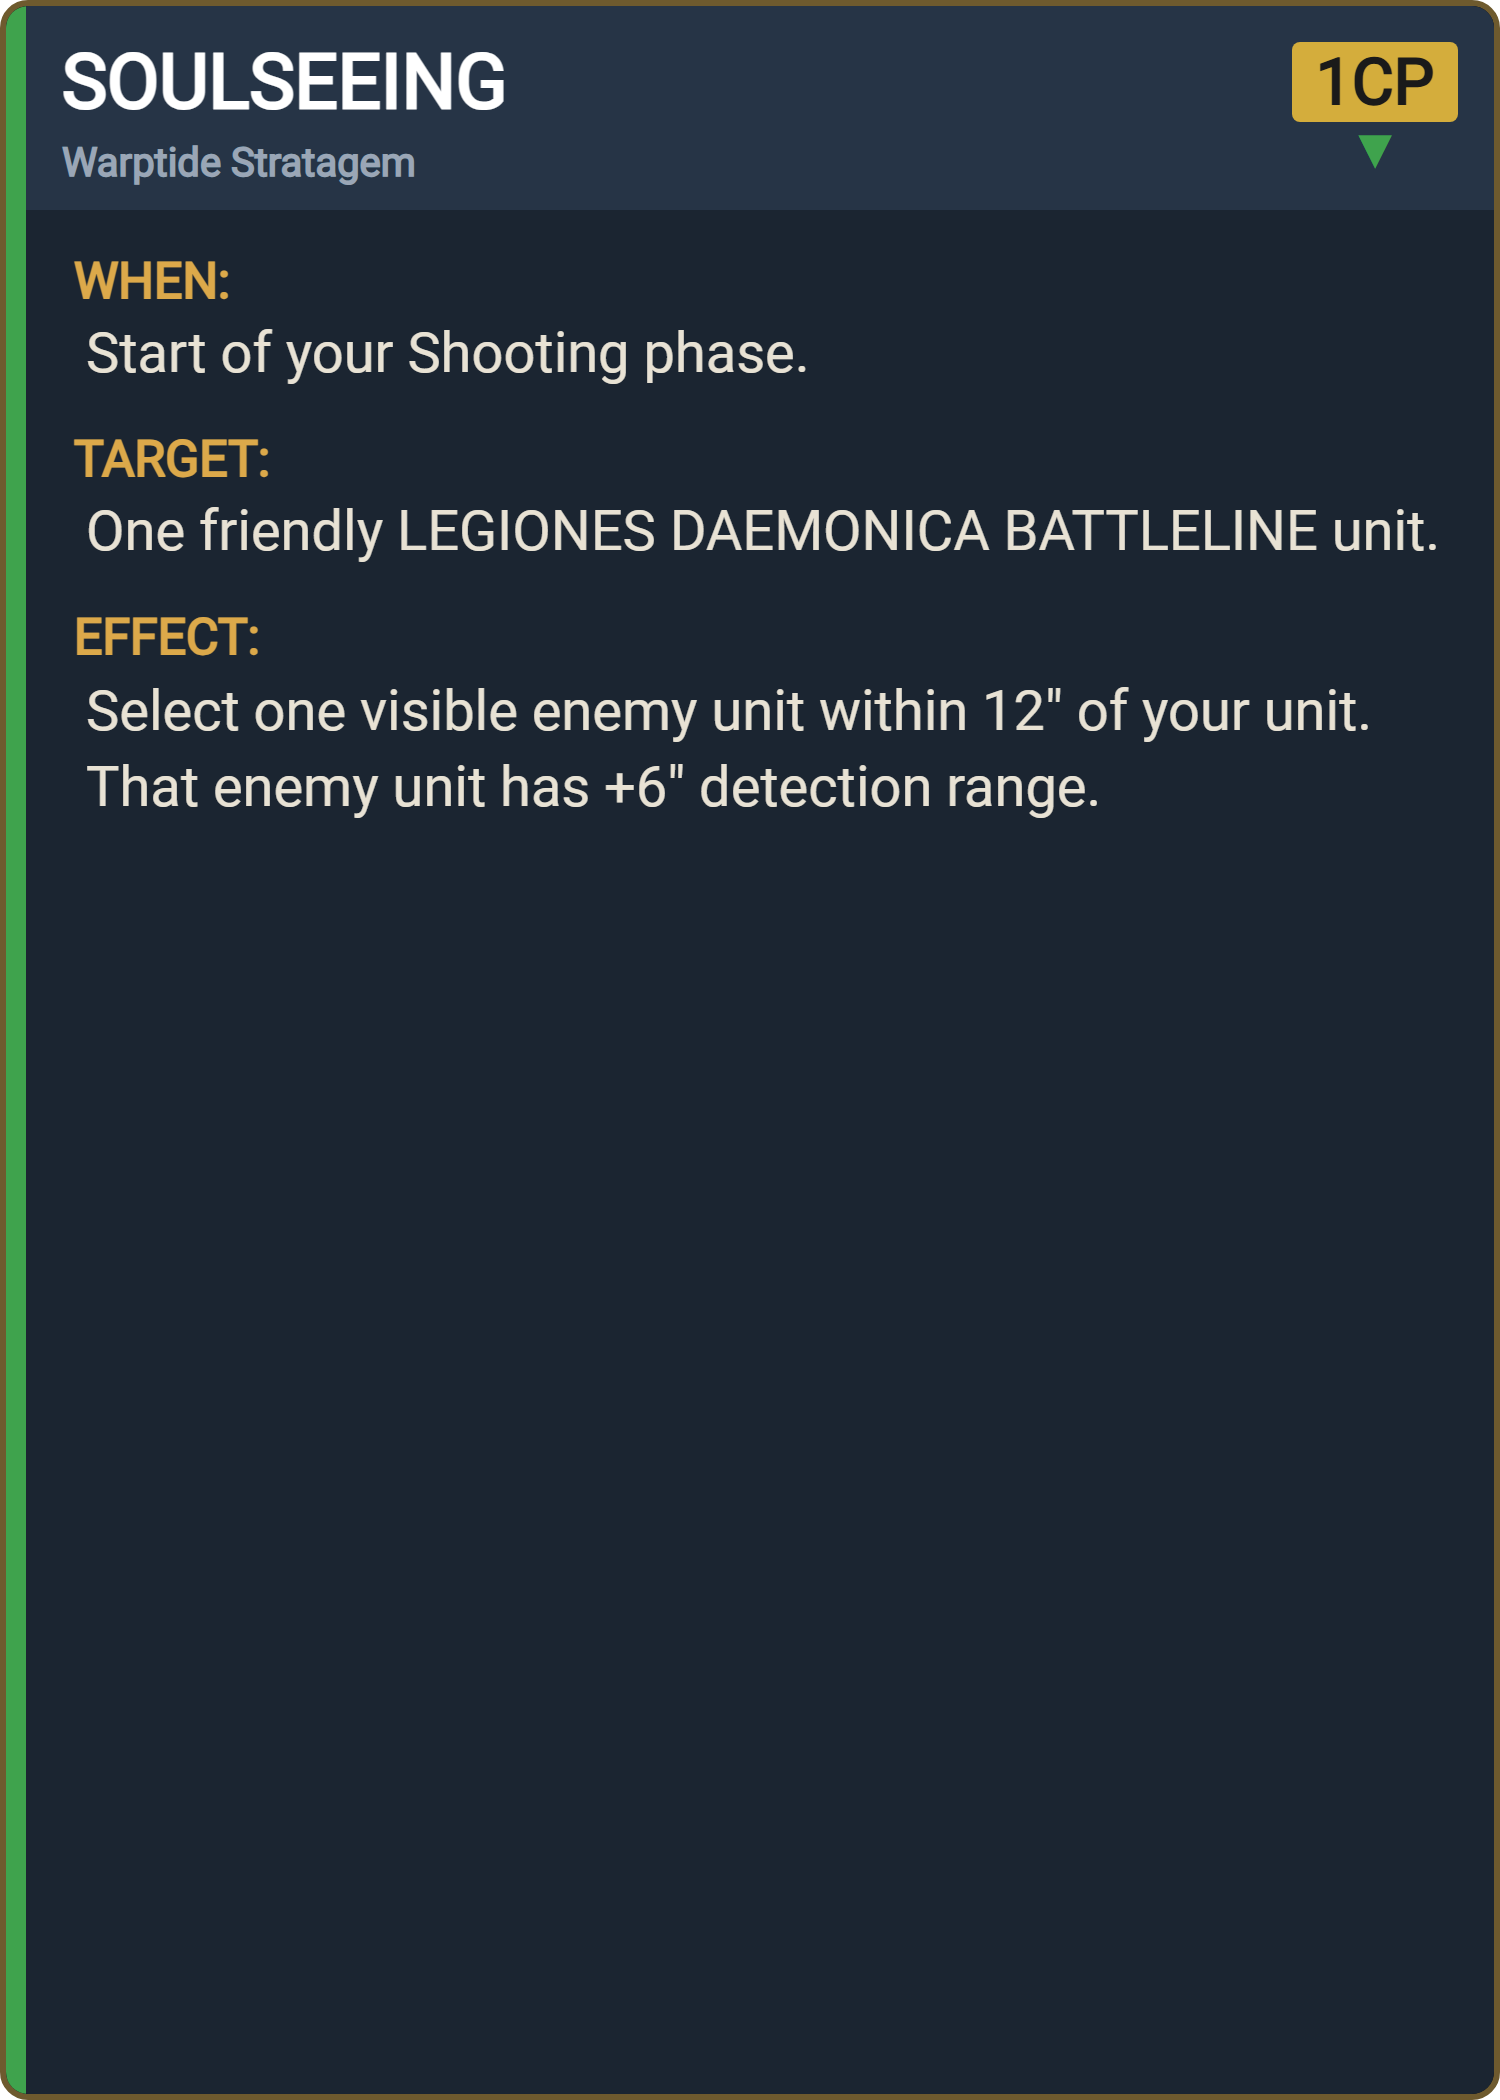 SOULSEEING
1CP
Warptide Stratagem
WHEN:
Start of your Shooting phase.
TARGET:
One friendly LEGIONES DAEMONICA BATTLELINE unit.
EFFECT:
Select one visible enemy unit within 12" of your unit.
That enemy unit has +6" detection range.